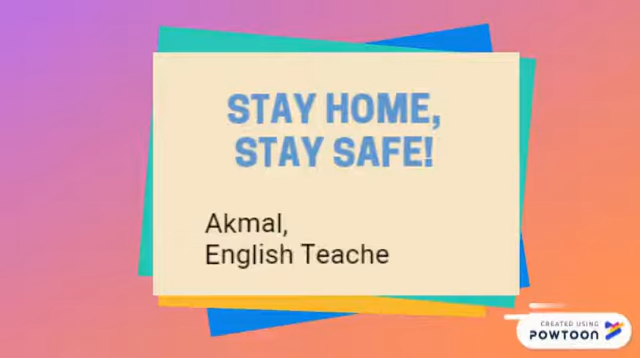 STAY HOME,
STAY SAFE!
Akmal,
English Teache
CREATED USING
POWTOON